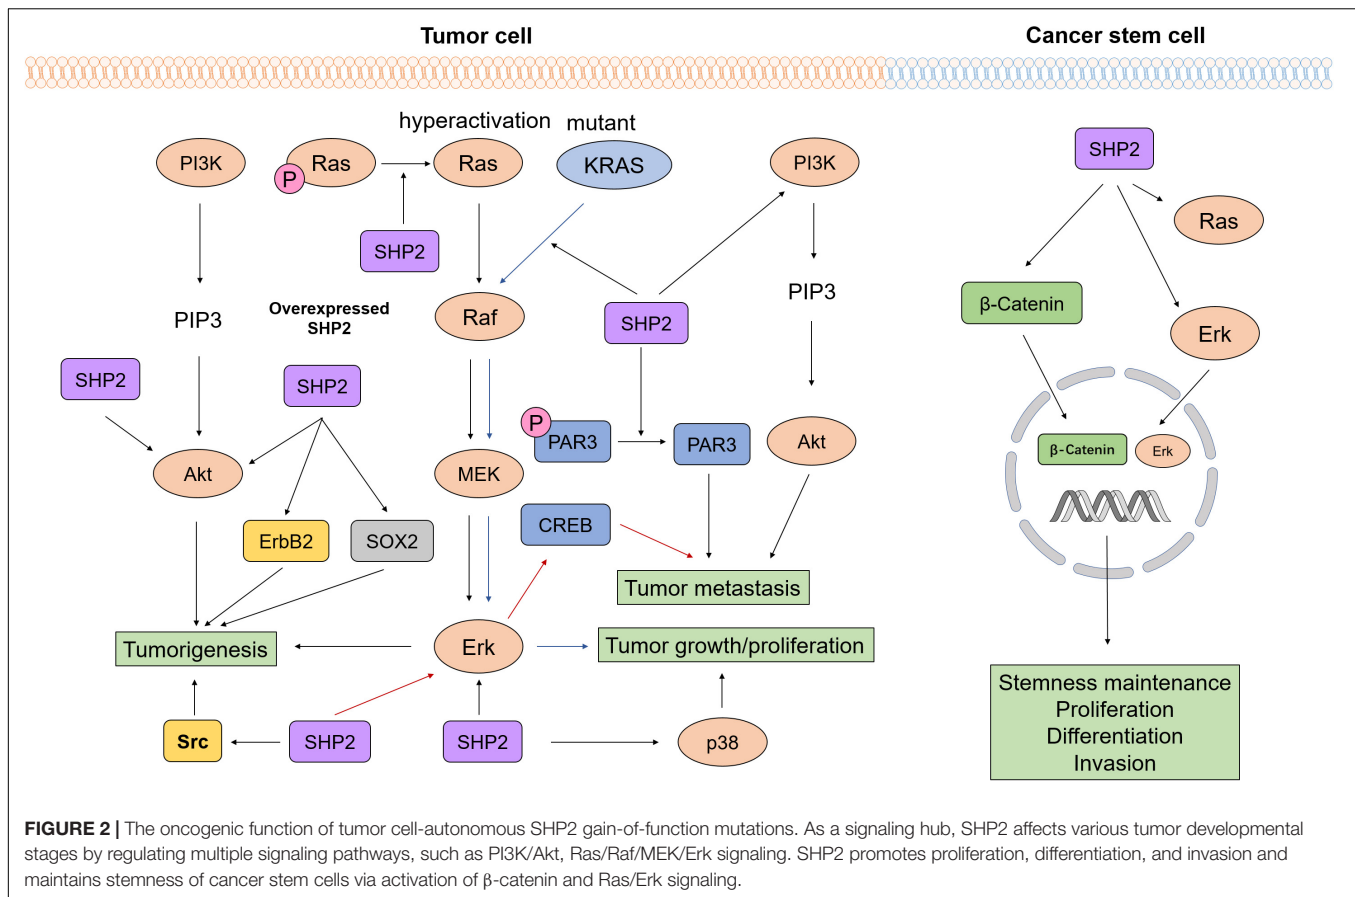 Tumor cell
Cancer stem cell
hyperactivation
mutant
PI3K
P
Ras
Ras
KRAS
PI3K
SHP2
Ras
SHP2
β-Catenin
PIP3
Overexpressed
SHP2
Raf
SHP2
PIP3
Erk
SHP2
SHP2
P
PAR3
PAR3
Akt
Akt
MEK
β-Catenin
Erk
ErbB2
SOX2
CREB
Tumor metastasis
Tumorigenesis
Erk
Tumor growth/proliferation
Stemness maintenance
Proliferation
Differentiation
Invasion
Src
SHP2
SHP2
p38
FIGURE 2 | The oncogenic function of tumor cell-autonomous SHP2 gain-of-function mutations. As a signaling hub, SHP2 affects various tumor developmental
stages by regulating multiple signaling pathways, such as PI3K/Akt, Ras/Raf/MEK/Erk signaling. SHP2 promotes proliferation, differentiation, and invasion and
maintains stemness of cancer stem cells via activation of β-catenin and Ras/Erk signaling.
SHP2